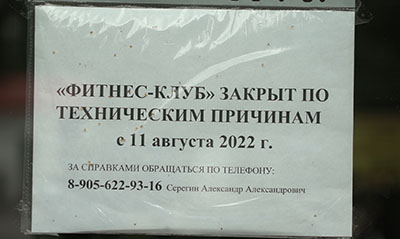 «ФИТНЕС-КЛУБ» ЗАКРЫТ ПО
ТЕХНИЧЕСКИМ ПРИЧИНАМ
с 11 августа 2022 г.
ЗА СПРАВКАМИ ОБРАЩАТЬСЯ ПО ТЕЛЕФОНУ:
8-905-622-93-16 Серегин Александр Александрович